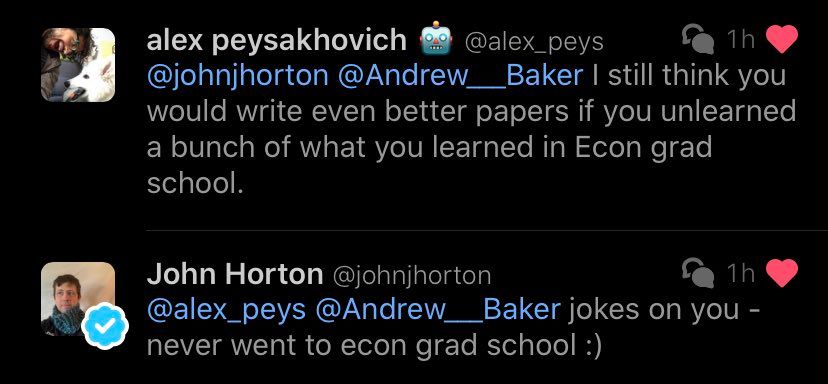 alex peysakhovich 🤖 @alex_peys 1h
@johnjhorton @Andrew___Baker I still think you
would write even better papers if you unlearned
a bunch of what you learned in Econ grad
school.
John Horton @johnjhorton 1h
@alex_peys @Andrew___Baker jokes on you -
never went to econ grad school :)